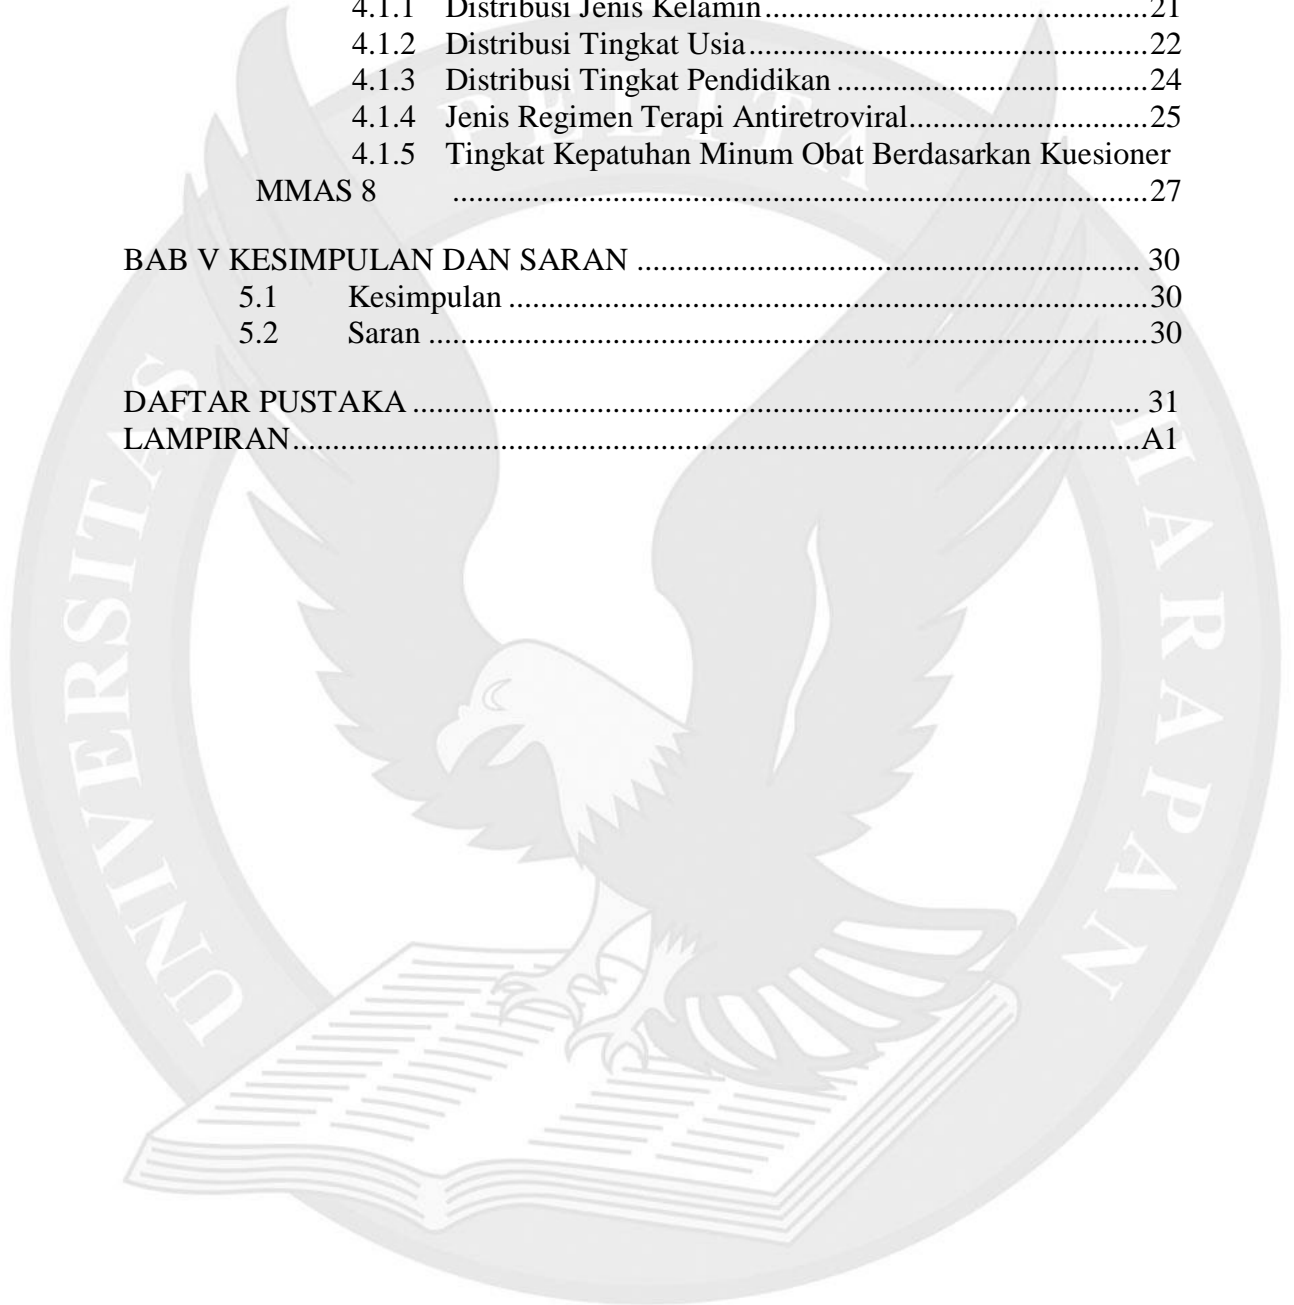 4.1.1 Distribusi Jenis Kelamin................................................21
4.1.2 Distribusi Tingkat Usia..................................................22
4.1.3 Distribusi Tingkat Pendidikan.......................................24
4.1.4 Jenis Regimen Terapi Antiretroviral..............................25
4.1.5 Tingkat Kepatuhan Minum Obat Berdasarkan Kuesioner
MMAS 8 .......................................................................................27
BAB V KESIMPULAN DAN SARAN ............................................................... 30
5.1 Kesimpulan ................................................................................30
5.2 Saran ..........................................................................................30
DAFTAR PUSTAKA ........................................................................................... 31
LAMPIRAN..........................................................................................................A1
UNIVERSITAS PELITA HARAPAN